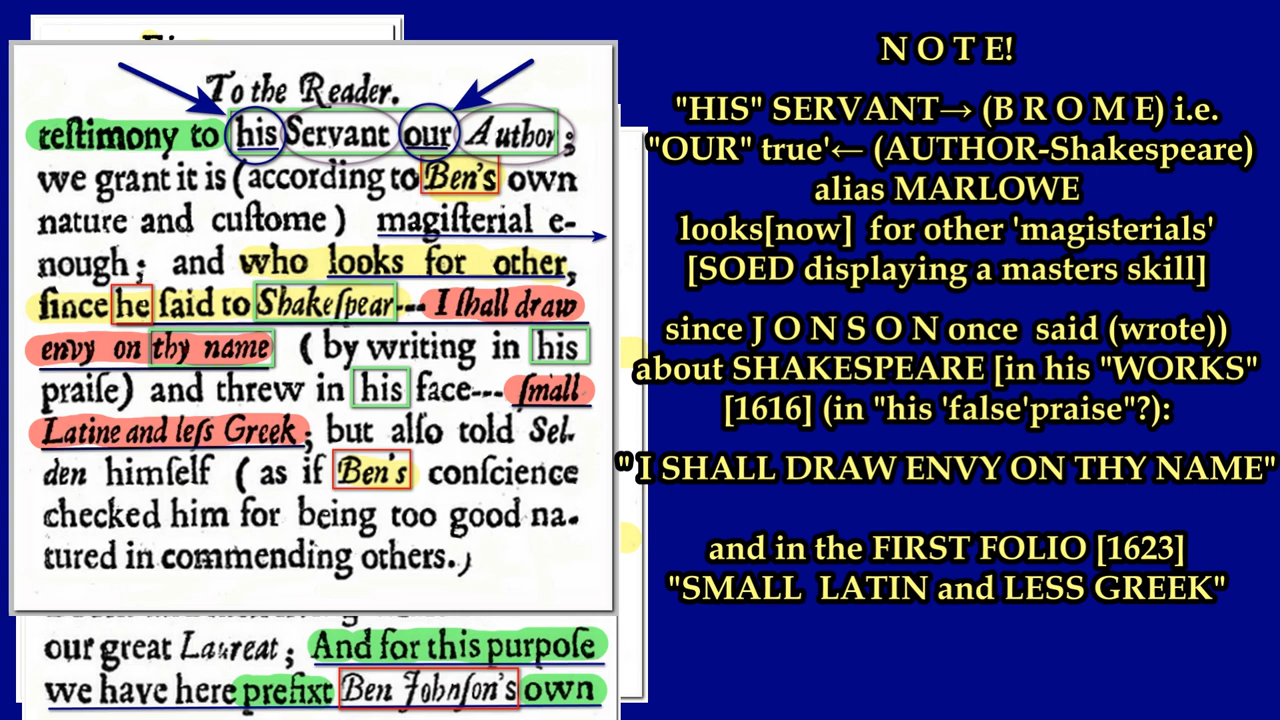 To the Reader.
teſtimony to his Servant our Author;
we grant it is (according to Ben's own
nature and cuſtome) magiſterial e-
nough; and who looks for other,
ſince he ſaid to Shakeſpear--- I ſhall draw
envy on thy name (by writing in his
praiſe) and threw in his face--- ſmall
Latine and leſs Greek; but alſo told Sel-
den himſelf (as if Ben's conſcience
checked him for being too good na-
tured in commending others.)
our great Laureat; And for this purpoſe
we have here prefixt Ben Johnſon's own
N O T E!
"HIS" SERVANT→ (B R O M E) i.e.
"OUR" true'← (AUTHOR-Shakespeare)
alias MARLOWE
looks[now] for other 'magisterials'
[SOED displaying a masters skill]
since J O N S O N once said (wrote))
about SHAKESPEARE [in his "WORKS"
[1616] (in "his 'false'praise"?):
" I SHALL DRAW ENVY ON THY NAME"
and in the FIRST FOLIO [1623]
"SMALL LATIN and LESS GREEK"